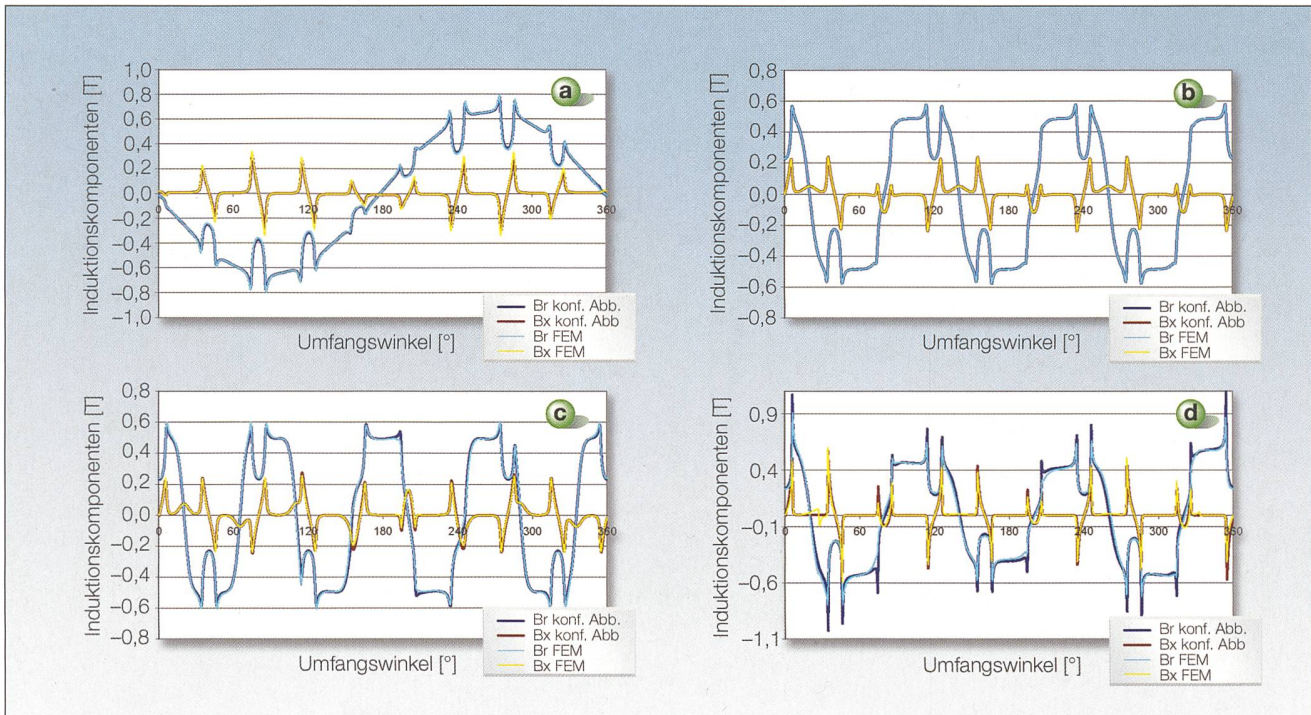 a
Induktionskomponenten [T]
1,0
0,8
0,6
0,4
0,2
0,0
−0,2
−0,4
−0,6
−0,8
−1,0
60
120
180
240
300
360
Umfangswinkel [°]
Br konf. Abb.
Bx konf. Abb
Br FEM
Bx FEM
b
Induktionskomponenten [T]
0,8
0,6
0,4
0,2
0,0
−0,2
−0,4
−0,6
−0,8
0
60
120
180
240
300
360
Umfangswinkel [°]
Br konf. Abb.
Bx konf. Abb
Br FEM
Bx FEM
c
Induktionskomponenten [T]
0,8
0,6
0,4
0,2
0,0
−0,2
−0,4
−0,6
−0,8
0
60
120
180
240
300
360
Umfangswinkel [°]
Br konf. Abb.
Bx konf. Abb
Br FEM
Bx FEM
d
Induktionskomponenten [T]
0,9
0,4
−0,1
−0,6
−1,1
0
60
120
180
240
300
360
Umfangswinkel [°]
Br konf. Abb.
Bx konf. Abb
Br FEM
Bx FEM